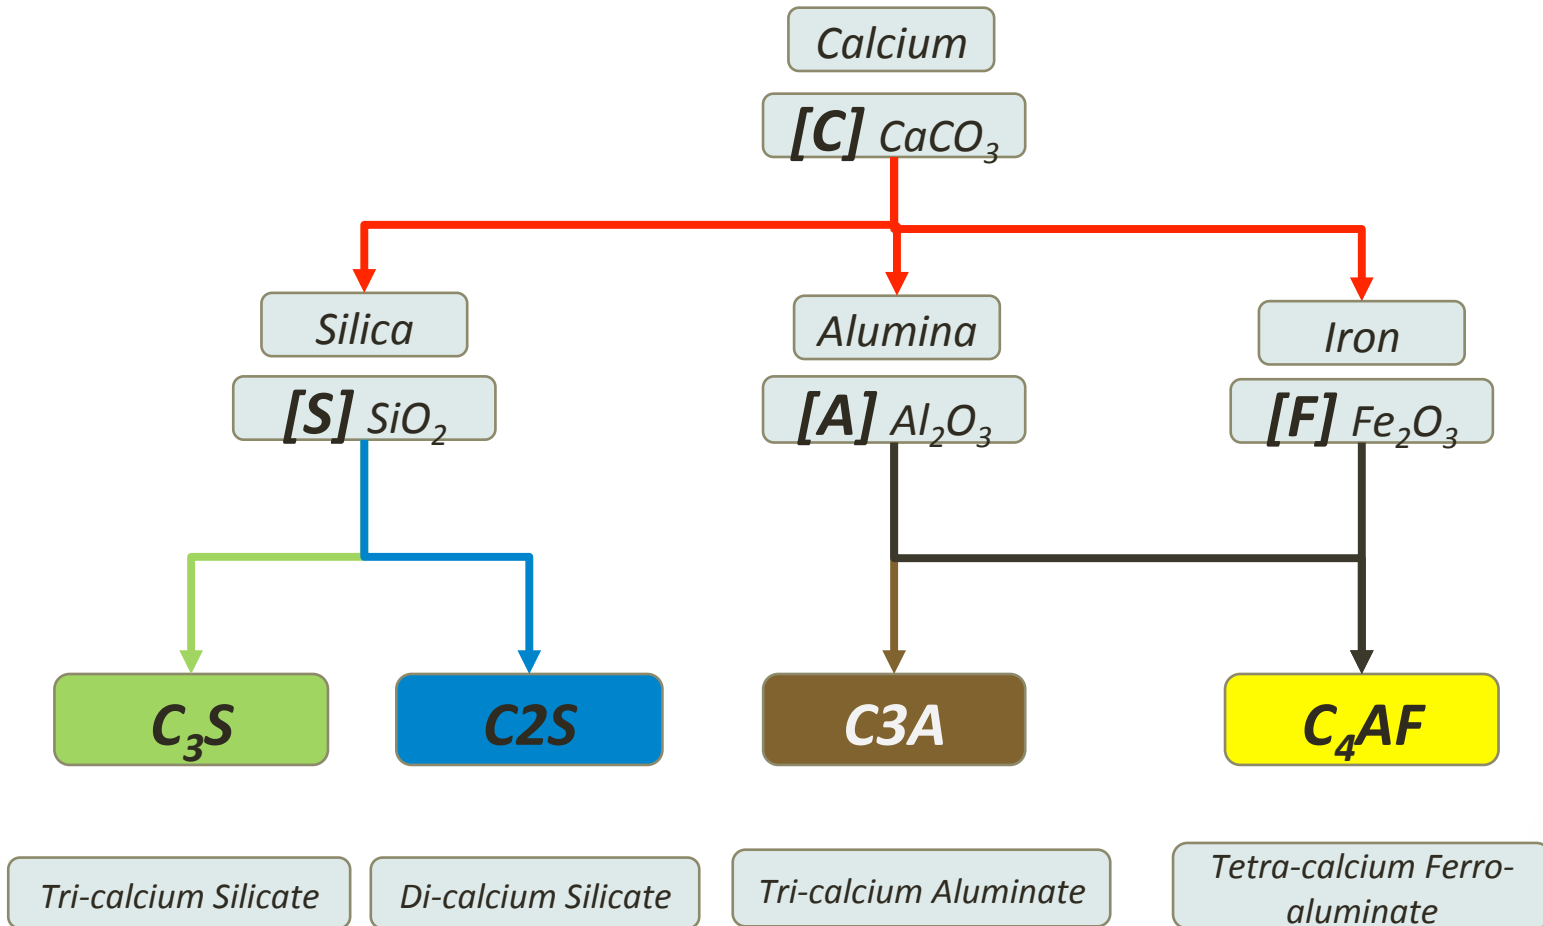 Calcium
[C] CaCO₃
Silica
Alumina
Iron
[S] SiO₂
[A] Al₂O₃
[F] Fe₂O₃
C₃S
C2S
C3A
C₄AF
Tri-calcium Silicate
Di-calcium Silicate
Tri-calcium Aluminate
Tetra-calcium Ferro-
aluminate